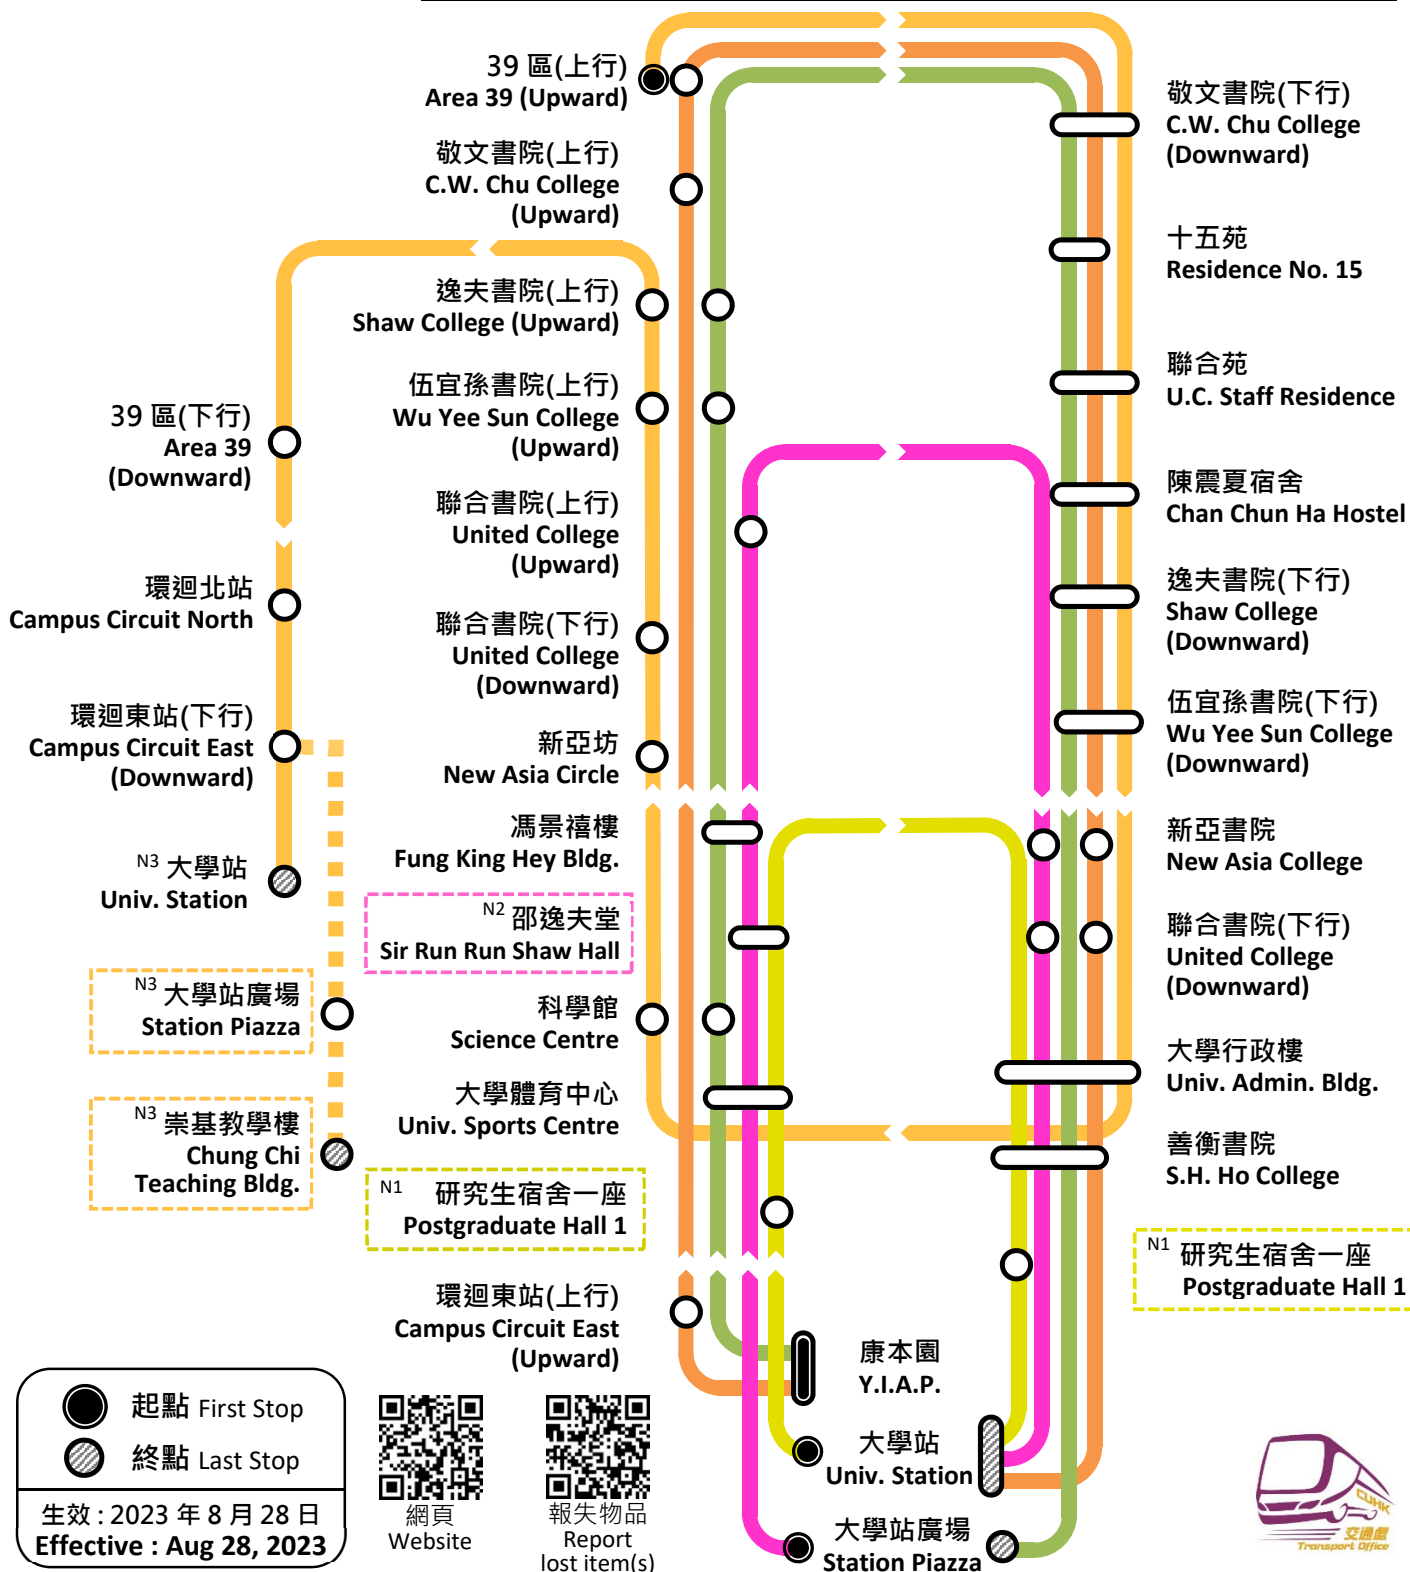 39 區(上行)
Area 39 (Upward)
敬文書院(上行)
C.W. Chu College
(Upward)
逸夫書院(上行)
Shaw College (Upward)
伍宜孫書院(上行)
Wu Yee Sun College
(Upward)
聯合書院(上行)
United College
(Upward)
聯合書院(下行)
United College
(Downward)
新亞坊
New Asia Circle
馮景禧樓
Fung King Hey Bldg.
N2 邵逸夫堂
Sir Run Run Shaw Hall
科學館
Science Centre
大學體育中心
Univ. Sports Centre
N1 研究生宿舍一座
Postgraduate Hall 1
環迴東站(上行)
Campus Circuit East
(Upward)
39 區(下行)
Area 39
(Downward)
環迴北站
Campus Circuit North
環迴東站(下行)
Campus Circuit East
(Downward)
N3 大學站
Univ. Station
N3 大學站廣場
Station Piazza
N3 崇基教學樓
Chung Chi
Teaching Bldg.
敬文書院(下行)
C.W. Chu College
(Downward)
十五苑
Residence No. 15
聯合苑
U.C. Staff Residence
陳震夏宿舍
Chan Chun Ha Hostel
逸夫書院(下行)
Shaw College
(Downward)
伍宜孫書院(下行)
Wu Yee Sun College
(Downward)
新亞書院
New Asia College
聯合書院(下行)
United College
(Downward)
大學行政樓
Univ. Admin. Bldg.
善衡書院
S.H. Ho College
N1 研究生宿舍一座
Postgraduate Hall 1
康本園
Y.I.A.P.
大學站
Univ. Station
大學站廣場
Station Piazza
起點 First Stop
終點 Last Stop
生效 : 2023 年 8 月 28 日
Effective : Aug 28, 2023
網頁
Website
報失物品
Report
lost item(s)
CUHK
交通處
Transport Office